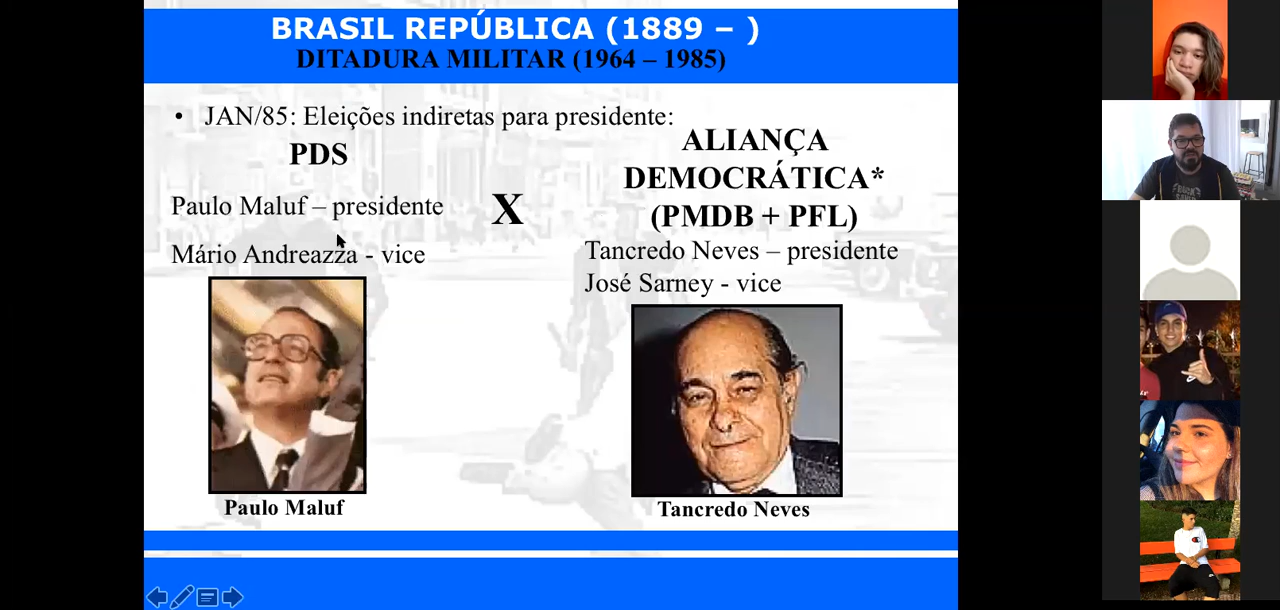 BRASIL REPÚBLICA (1889 – )
DITADURA MILITAR (1964 – 1985)
• JAN/85: Eleições indiretas para presidente:
PDS
Paulo Maluf – presidente
Mário Andreazza - vice
X
ALIANÇA
DEMOCRÁTICA*
(PMDB + PFL)
Tancredo Neves – presidente
José Sarney - vice
Paulo Maluf
Tancredo Neves